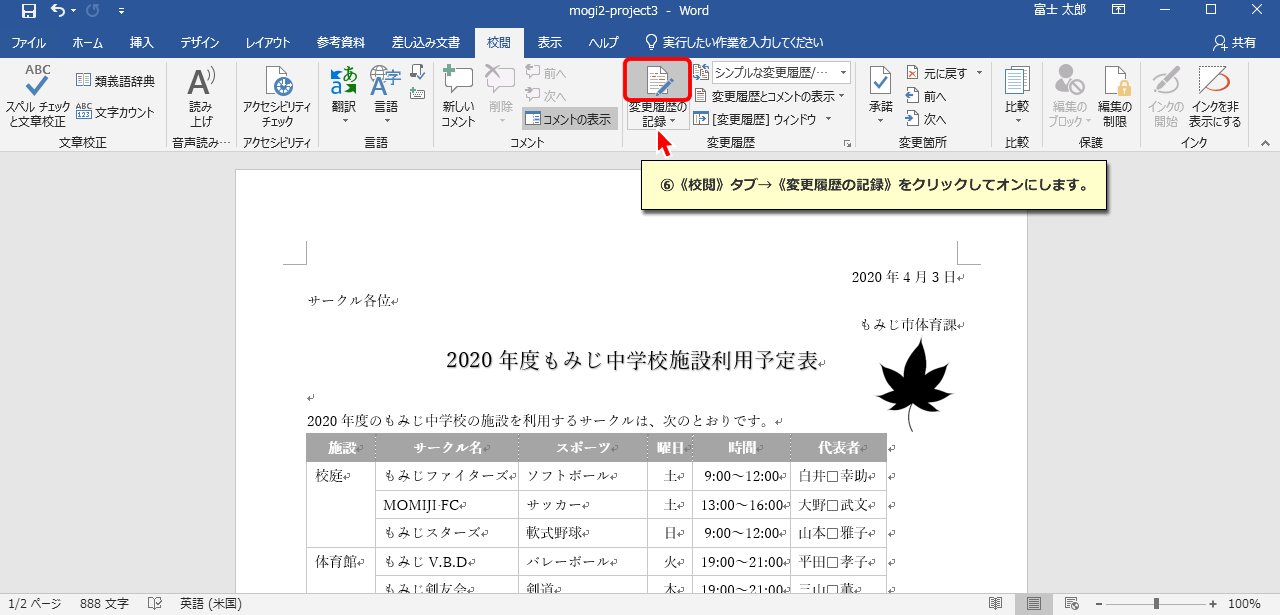 mogi2-project3 - Word
富士 太郎
ファイル ホーム 挿入 デザイン レイアウト 参考資料 差し込み文書 校閲 表示 ヘルプ 実行したい作業を入力してください 共有
ABC
スペル チェックと文章校正
類義語辞典
ABC 123 文字カウント
文章校正
A
読み上げ
音声読み…
アクセシビリティ チェック
アクセシビリティ
あ a
翻訳
A字
言語
言語
新しいコメント
削除
前へ
次へ
コメントの表示
コメント
変更履歴の記録
シンプルな変更履歴/…
変更履歴とコメントの表示
[変更履歴] ウィンドウ
変更履歴
承諾
元に戻す
前へ
次へ
変更箇所
比較
比較
編集のブロック
編集の制限
保護
インクの開始
インクを非表示にする
インク
⑥《校閲》タブ→《変更履歴の記録》をクリックしてオンにします。
2020 年 4 月 3 日↵
サークル各位↵
もみじ市体育課↵
2020 年度もみじ中学校施設利用予定表↵
↵
2020 年度のもみじ中学校の施設を利用するサークルは、次のとおりです。↵
施設↵ サークル名↵ スポーツ↵ 曜日↵ 時間↵ 代表者↵ ↵
校庭↵ もみじファイターズ↵ ソフトボール↵ 土↵ 9:00～12:00↵ 白井□幸助↵ ↵
MOMIJI·FC↵ サッカー↵ 土↵ 13:00～16:00↵ 大野□武文↵ ↵
もみじスターズ↵ 軟式野球↵ 日↵ 9:00～12:00↵ 山本□雅子↵ ↵
体育館↵ もみじ V.B.D↵ バレーボール↵ 火↵ 19:00～21:00↵ 平田□孝子↵ ↵
もみじ剣友会↵ 剣道↵ 木↵ 19:00～21:00↵ 三山□薫↵ ↵
1/2 ページ 888 文字 英語 (米国) 100%